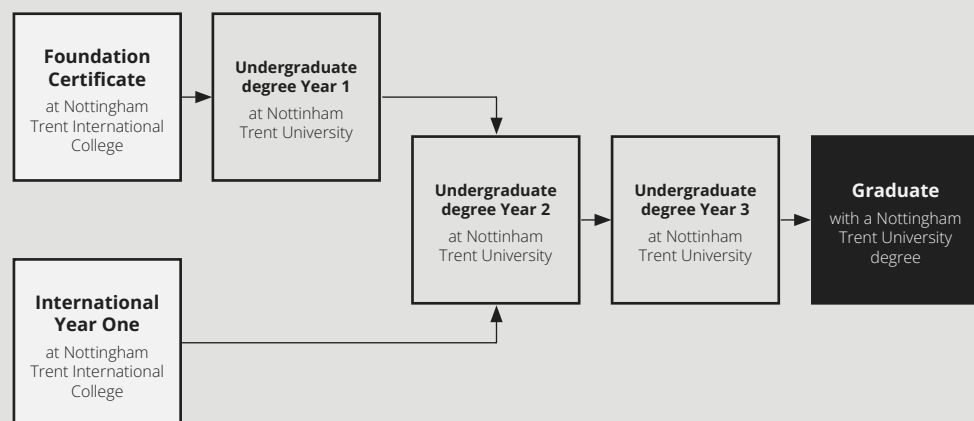 Foundation
Certificate
at Nottingham
Trent International
College
Undergraduate
degree Year 1
at Nottinham
Trent University
Undergraduate
degree Year 2
at Nottinham
Trent University
Undergraduate
degree Year 3
at Nottinham
Trent University
Graduate
with a Nottingham
Trent University
degree
International
Year One
at Nottingham
Trent International
College